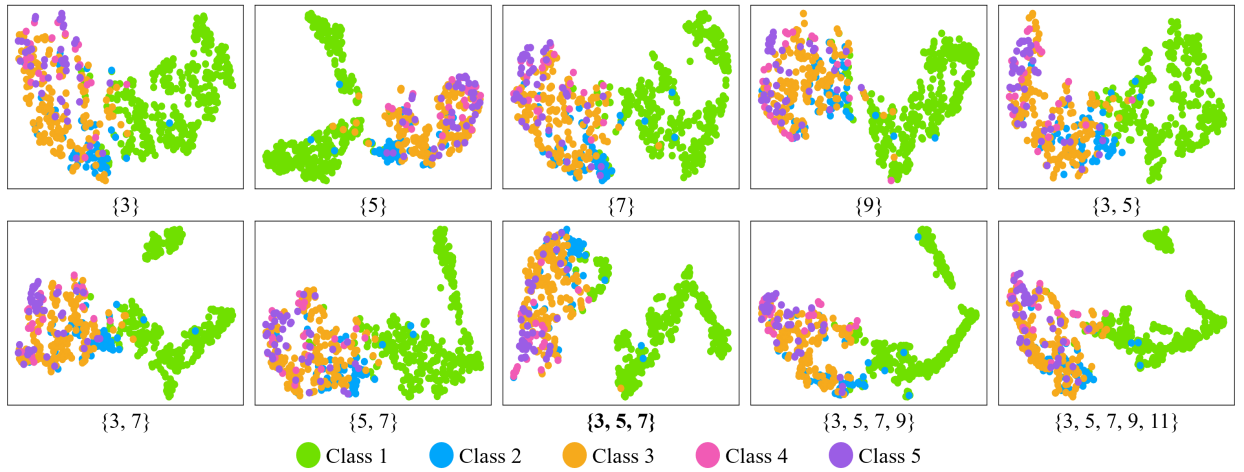 {3} {5} {7} {9} {3, 5}
{3, 7} {5, 7} {3, 5, 7} {3, 5, 7, 9} {3, 5, 7, 9, 11}
Class 1 Class 2 Class 3 Class 4 Class 5